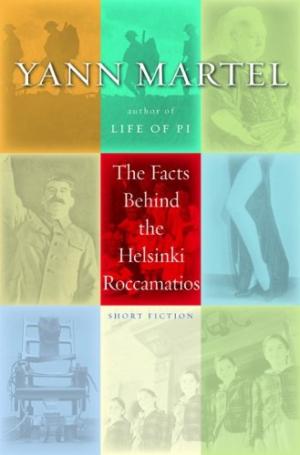 YANN MARTEL
author of
LIFE OF PI
The Facts
Behind
the
Helsinki
Roccamatios
SHORT FICTION